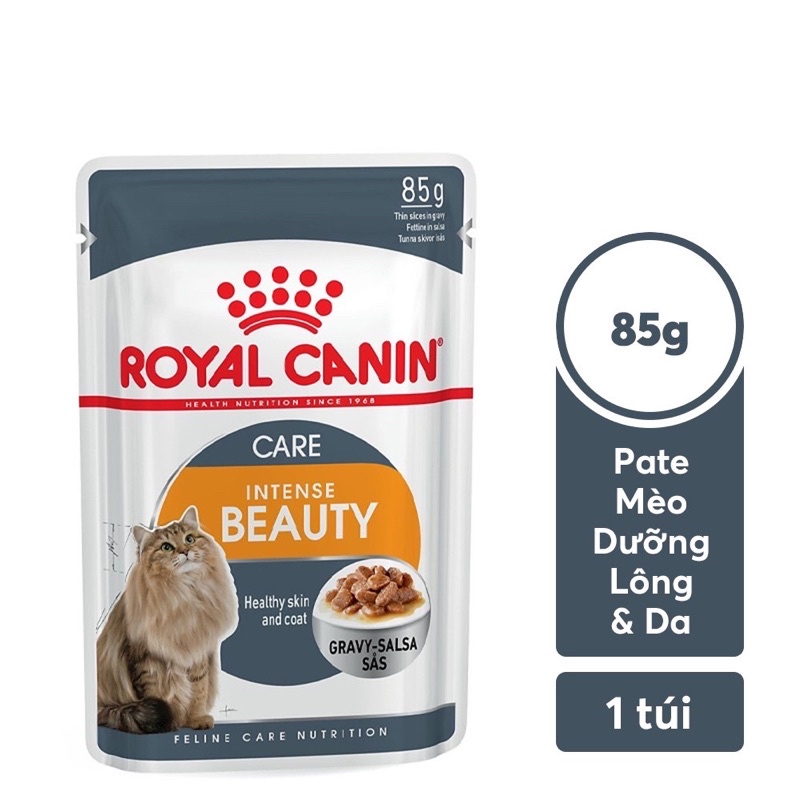 85g
Thin slices in gravy
Fettine in salsa
Tunna skivor i sås
ROYAL CANIN®
HEALTH NUTRITION SINCE 1968
CARE
INTENSE
BEAUTY
Healthy skin
and coat
GRAVY-SALSA
SÅS
FELINE CARE NUTRITION
85g
Pate
Mèo
Dưỡng
Lông
& Da
1 túi